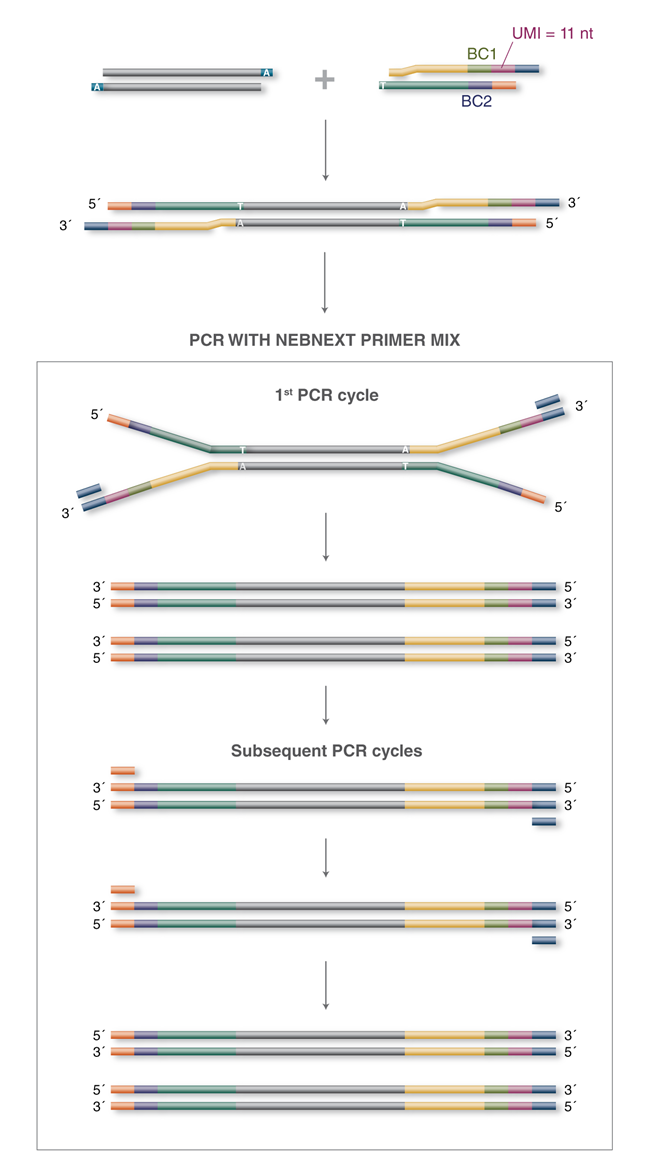 UMI = 11 nt
BC1
A
+
A
T
BC2
5´ T A 3´
3´ A T 5´
PCR WITH NEBNEXT PRIMER MIX
1st PCR cycle
5´ 3´
T A
A T
3´ 5´
3´ 5´
5´ 3´
3´ 5´
5´ 3´
Subsequent PCR cycles
3´ 5´
5´ 3´
3´ 5´
5´ 3´
5´ 3´
3´ 5´
5´ 3´
3´ 5´